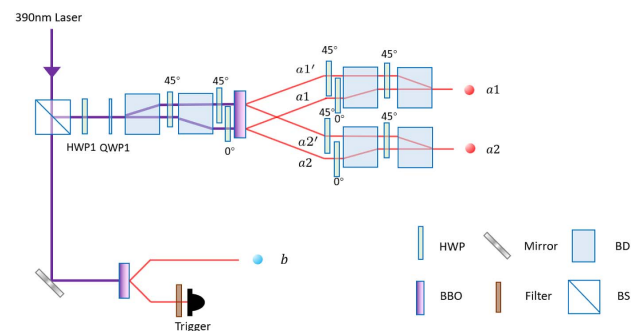 390nm Laser
45°
45°
45°
45°
a1′
a1
a1
HWP1 QWP1
0°
45°
0°
45°
a2′
a2
a2
0°
HWP
Mirror
BD
b
BBO
Filter
BS
Trigger